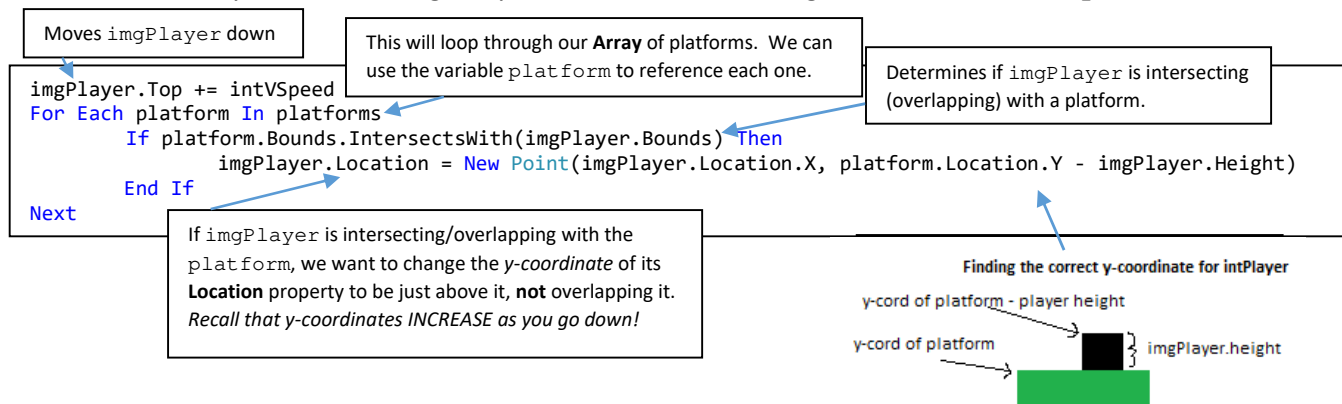 Moves imgPlayer down
This will loop through our Array of platforms. We can
use the variable platform to reference each one.
Determines if imgPlayer is intersecting
(overlapping) with a platform.
imgPlayer.Top += intVSpeed
For Each platform In platforms
If platform.Bounds.IntersectsWith(imgPlayer.Bounds) Then
imgPlayer.Location = New Point(imgPlayer.Location.X, platform.Location.Y - imgPlayer.Height)
End If
Next
If imgPlayer is intersecting/overlapping with the
platform, we want to change the y-coordinate of its
Location property to be just above it, not overlapping it.
Recall that y-coordinates INCREASE as you go down!
Finding the correct y-coordinate for intPlayer
y-cord of platform - player height
y-cord of platform
imgPlayer.height